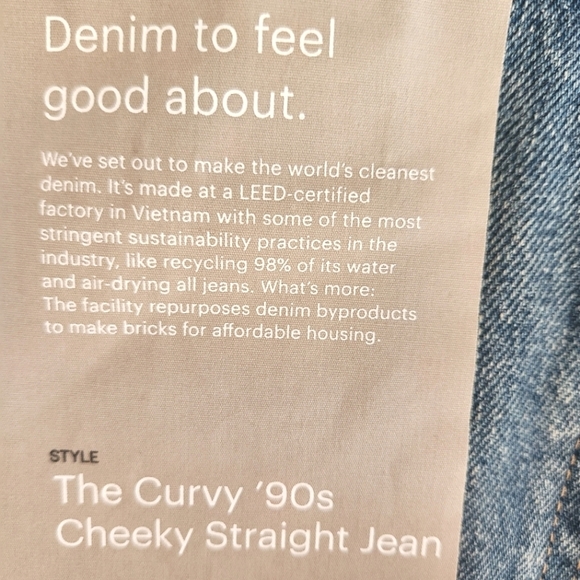 Denim to feel
good about.
We've set out to make the world's cleanest
denim. It's made at a LEED-certified
factory in Vietnam with some of the most
stringent sustainability practices in the
industry, like recycling 98% of its water
and air-drying all jeans. What's more:
The facility repurposes denim byproducts
to make bricks for affordable housing.
STYLE
The Curvy ’90s
Cheeky Straight Jean